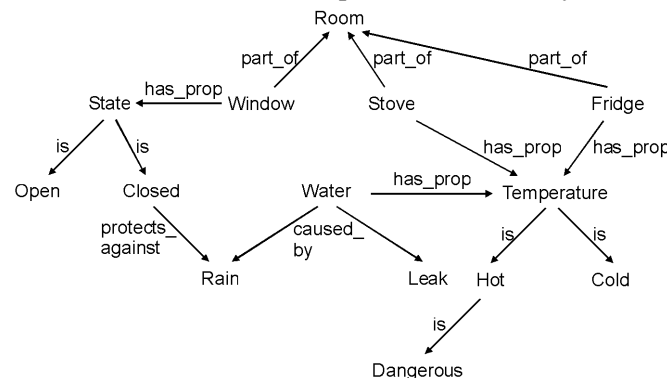 Room
part_of
part_of
part_of
has_prop
State
Window
Stove
Fridge
is
is
has_prop
has_prop
Open
Closed
Water
has_prop
Temperature
protects_
against
caused_
by
is
is
Rain
Leak
Hot
Cold
is
Dangerous